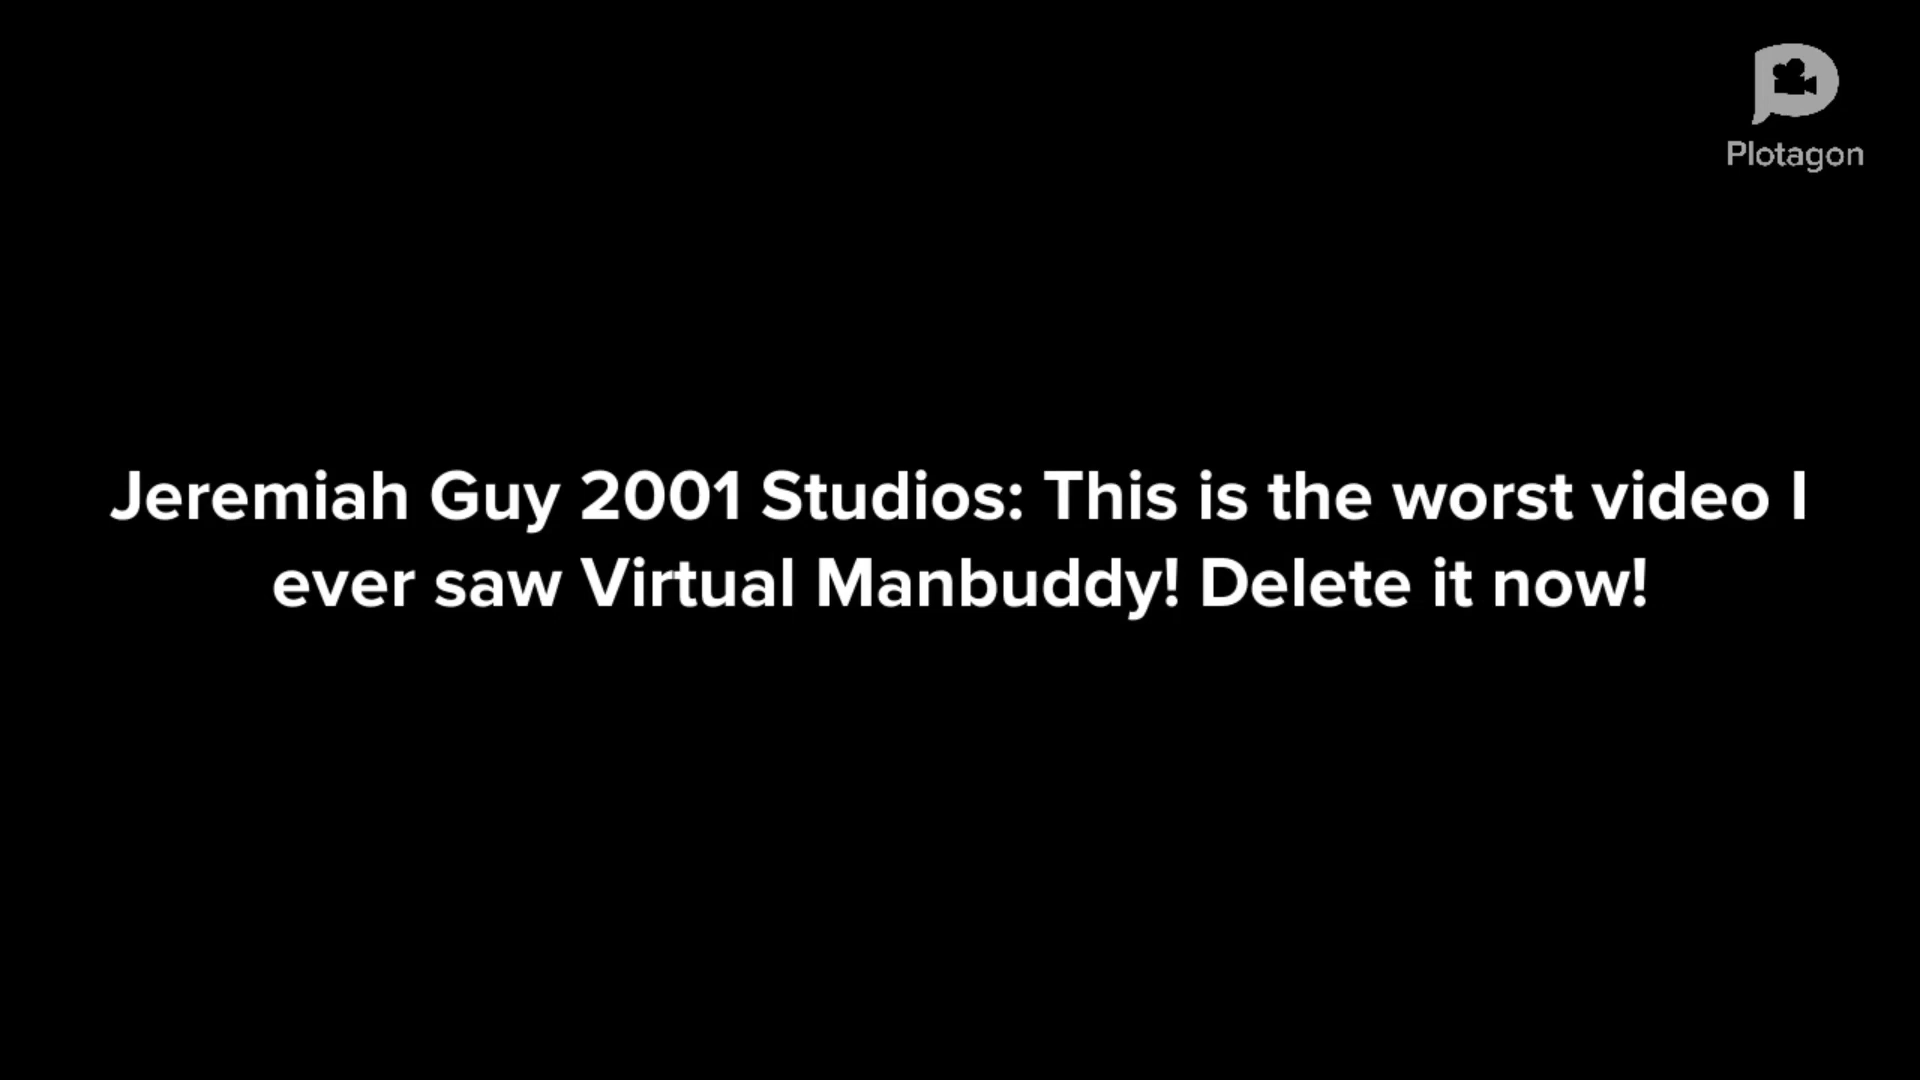 Plotagon
Jeremiah Guy 2001 Studios: This is the worst video I
ever saw Virtual Manbuddy! Delete it now!